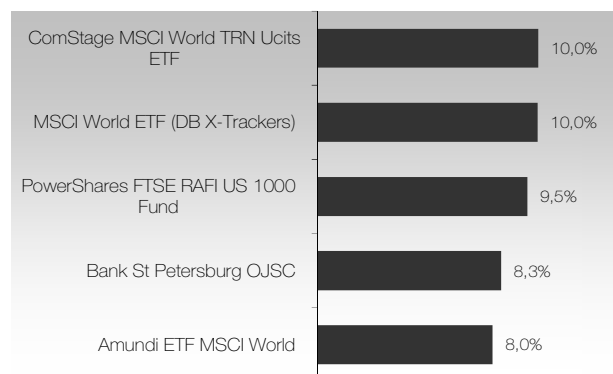 ComStage MSCI World TRN Ucits
ETF
10,0%
MSCI World ETF (DB X-Trackers)
10,0%
PowerShares FTSE RAFI US 1000
Fund
9,5%
Bank St Petersburg OJSC
8,3%
Amundi ETF MSCI World
8,0%